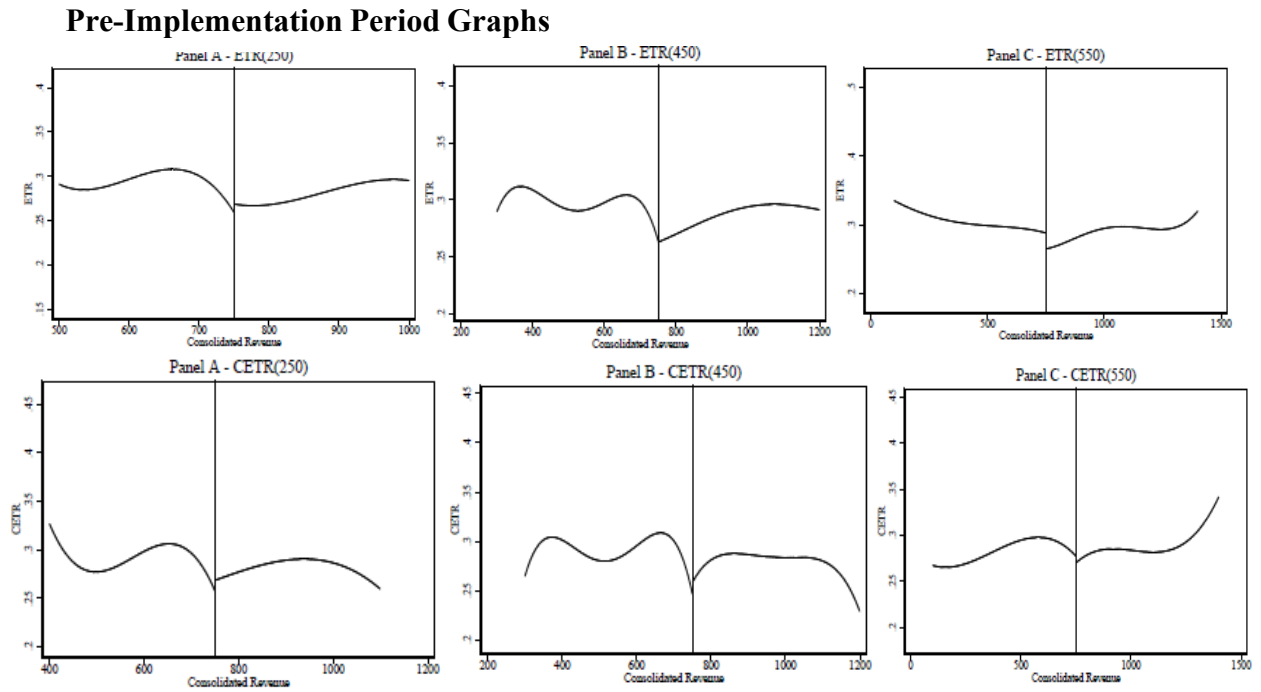 Pre-Implementation Period Graphs
Panel A - ETR(250)
Panel B - ETR(450)
Panel C - ETR(550)
.4
.35
.3
.25
.2
.15
ETR
500 600 700 800 900 1000
Consolidated Revenue
.4
.35
.3
.25
.2
ETR
200 400 600 800 1000 1200
Consolidated Revenue
.5
.4
.3
.2
ETR
0 500 1000 1500
Consolidated Revenue
Panel A - CETR(250)
Panel B - CETR(450)
Panel C - CETR(550)
.45
.4
.35
.3
.25
.2
CETR
400 600 800 1000 1200
Consolidated Revenue
.45
.4
.35
.3
.25
.2
CETR
200 400 600 800 1000 1200
Consolidated Revenue
.45
.4
.35
.3
.25
.2
CETR
0 500 1000 1500
Consolidated Revenue